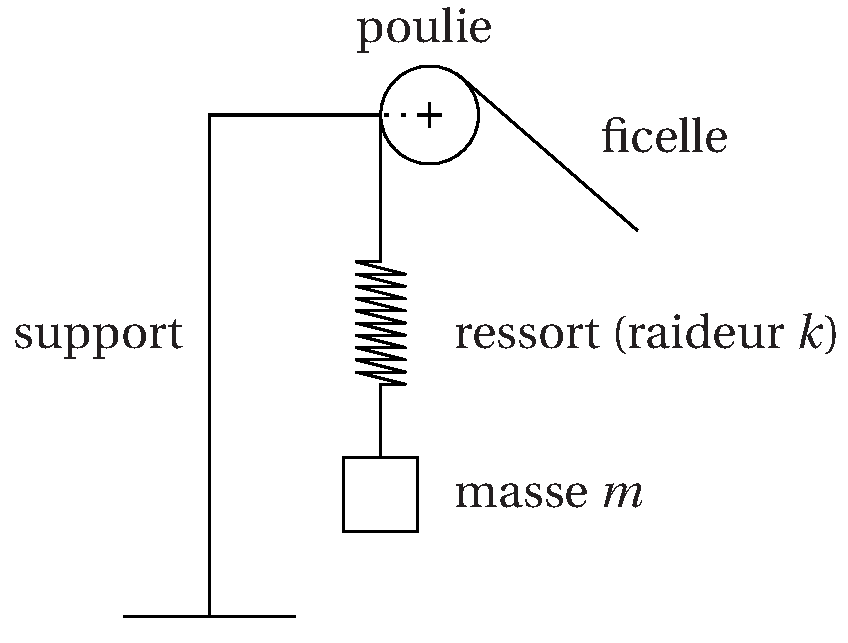 poulie
ficelle
support
ressort (raideur k)
masse m